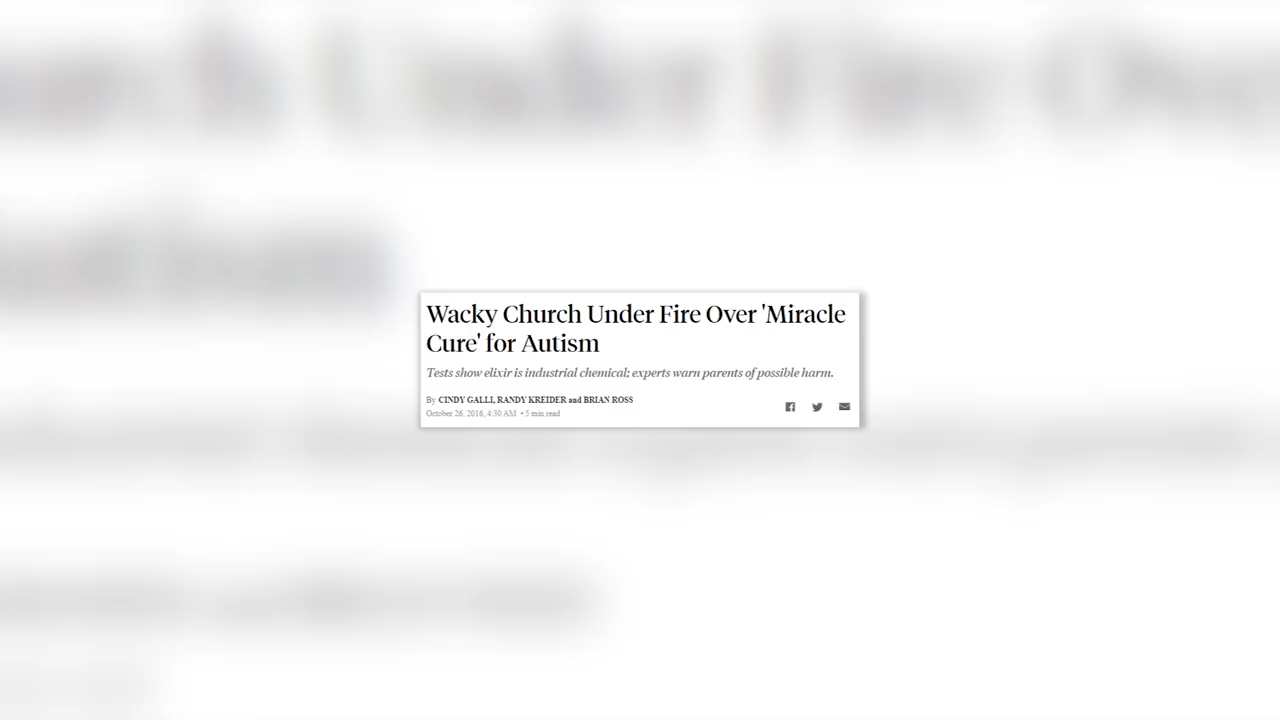 Wacky Church Under Fire Over 'Miracle
Cure' for Autism
Tests show elixir is industrial chemical; experts warn parents of possible harm.
By CINDY GALLI, RANDY KREIDER and BRIAN ROSS
October 26, 2016, 4:30 AM • 5 min read